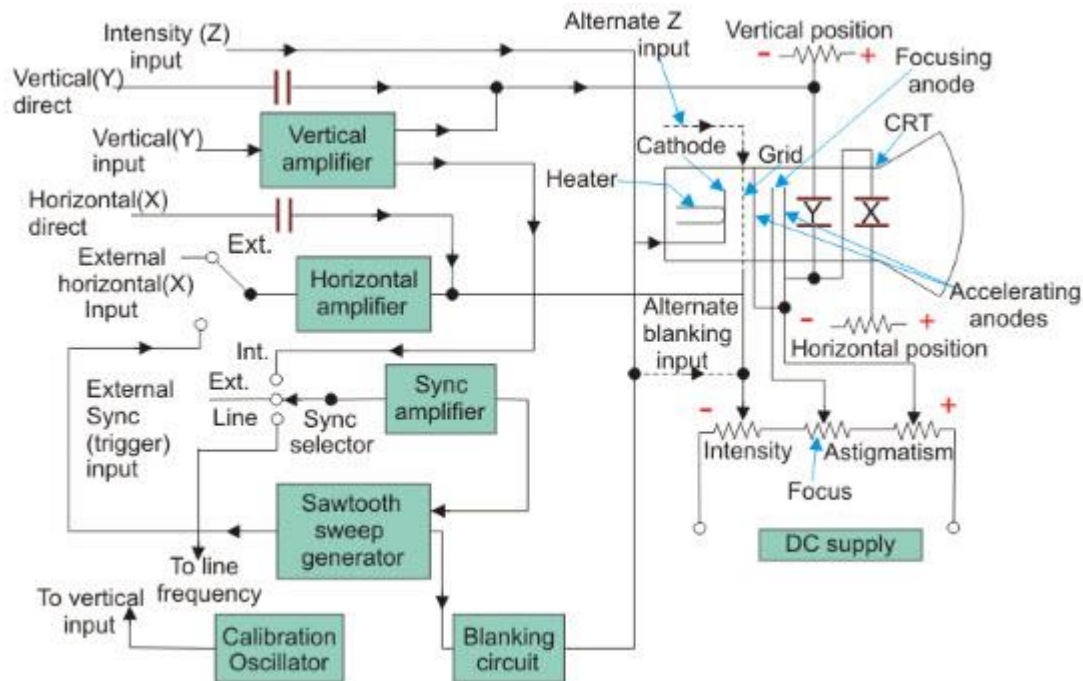 Intensity (Z)
input
Vertical(Y)
direct
Vertical(Y)
input
Vertical
amplifier
Horizontal(X)
direct
Ext.
External
horizontal(X)
Input
Horizontal
amplifier
Int.
Ext.
Line
External
Sync
(trigger)
input
Sync
selector
Sync
amplifier
Sawtooth
sweep
generator
To line
frequency
To vertical
input
Calibration
Oscillator
Blanking
circuit
Alternate Z
input
Vertical position
- +
Focusing
anode
CRT
Cathode
Grid
Heater
Y
X
Alternate
blanking
input
Accelerating
anodes
- +
Horizontal position
- +
Intensity
Astigmatism
Focus
DC supply